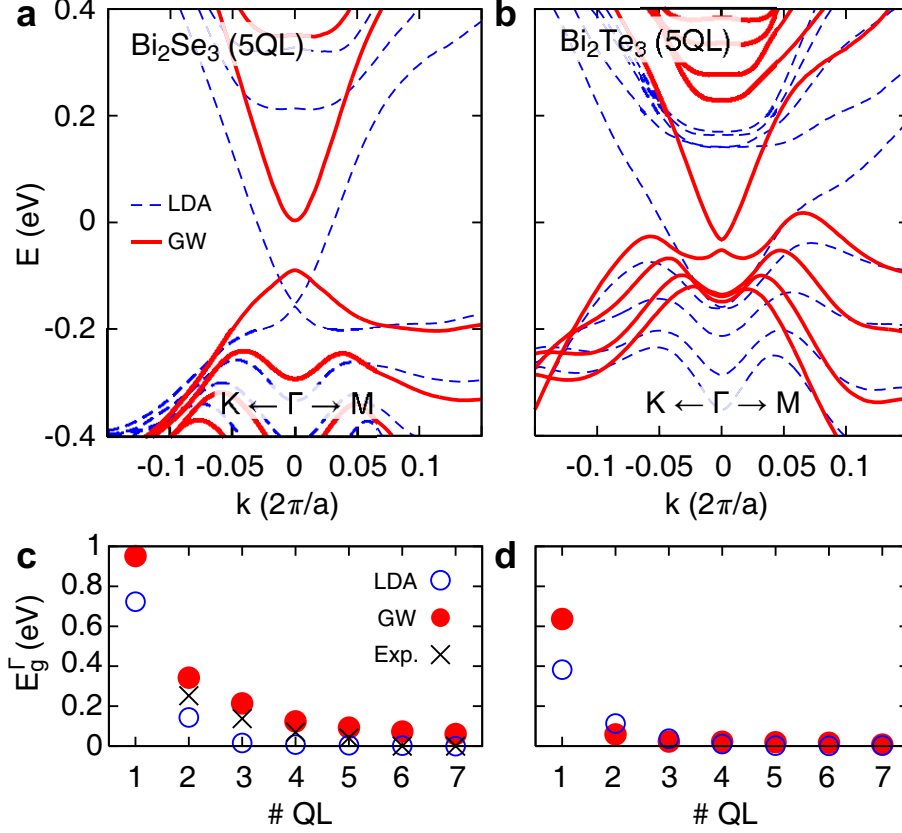 a
b
Bi₂Se₃ (5QL)
Bi₂Te₃ (5QL)
0.4
0.2
0
-0.2
-0.4
E (eV)
LDA
GW
K ← Γ → M
K ← Γ → M
-0.1 -0.05 0 0.05 0.1
-0.1 -0.05 0 0.05 0.1
k (2π/a)
k (2π/a)
c
d
1
0.8
0.6
0.4
0.2
0
E_g^Γ (eV)
LDA
GW
Exp.
1 2 3 4 5 6 7
1 2 3 4 5 6 7
# QL
# QL